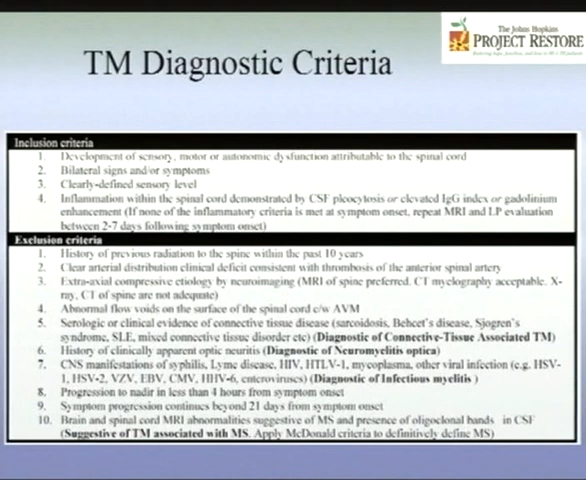 The Johns Hopkins
PROJECT RESTORE
TM Diagnostic Criteria
Inclusion criteria
1. Development of sensory, motor or autonomic dysfunction attributable to the spinal cord
2. Bilateral signs and/or symptoms
3. Clearly-defined sensory level
4. Inflammation within the spinal cord demonstrated by CSF pleocytosis or elevated IgG index or gadolinium
enhancement (If none of the inflammatory criteria is met at symptom onset, repeat MRI and LP evaluation
between 2-7 days following symptom onset)
Exclusion criteria
1. History of previous radiation to the spine within the past 10 years
2. Clear arterial distribution clinical deficit consistent with thrombosis of the anterior spinal artery
3. Extra-axial compressive etiology by neuroimaging (MRI of spine preferred. CT myelography acceptable. X-
ray, CT of spine are not adequate)
4. Abnormal flow voids on the surface of the spinal cord c/w AVM
5. Serologic or clinical evidence of connective tissue disease (sarcoidosis, Behcet's disease, Sjogren's
syndrome, SLE, mixed connective tissue disorder etc) (Diagnostic of Connective-Tissue Associated TM)
6. History of clinically apparent optic neuritis (Diagnostic of Neuromyelitis optica)
7. CNS manifestations of syphilis, Lyme disease, HIV, HTLV-1, mycoplasma, other viral infection (e.g. HSV-
1, HSV-2, VZV, EBV, CMV, HHV-6, enteroviruses) (Diagnostic of Infectious myelitis )
8. Progression to nadir in less than 4 hours from symptom onset
9. Symptom progression continues beyond 21 days from symptom onset
10. Brain and spinal cord MRI abnormalities suggestive of MS and presence of oligoclonal bands in CSF
(Suggestive of TM associated with MS. Apply McDonald criteria to definitively define MS)